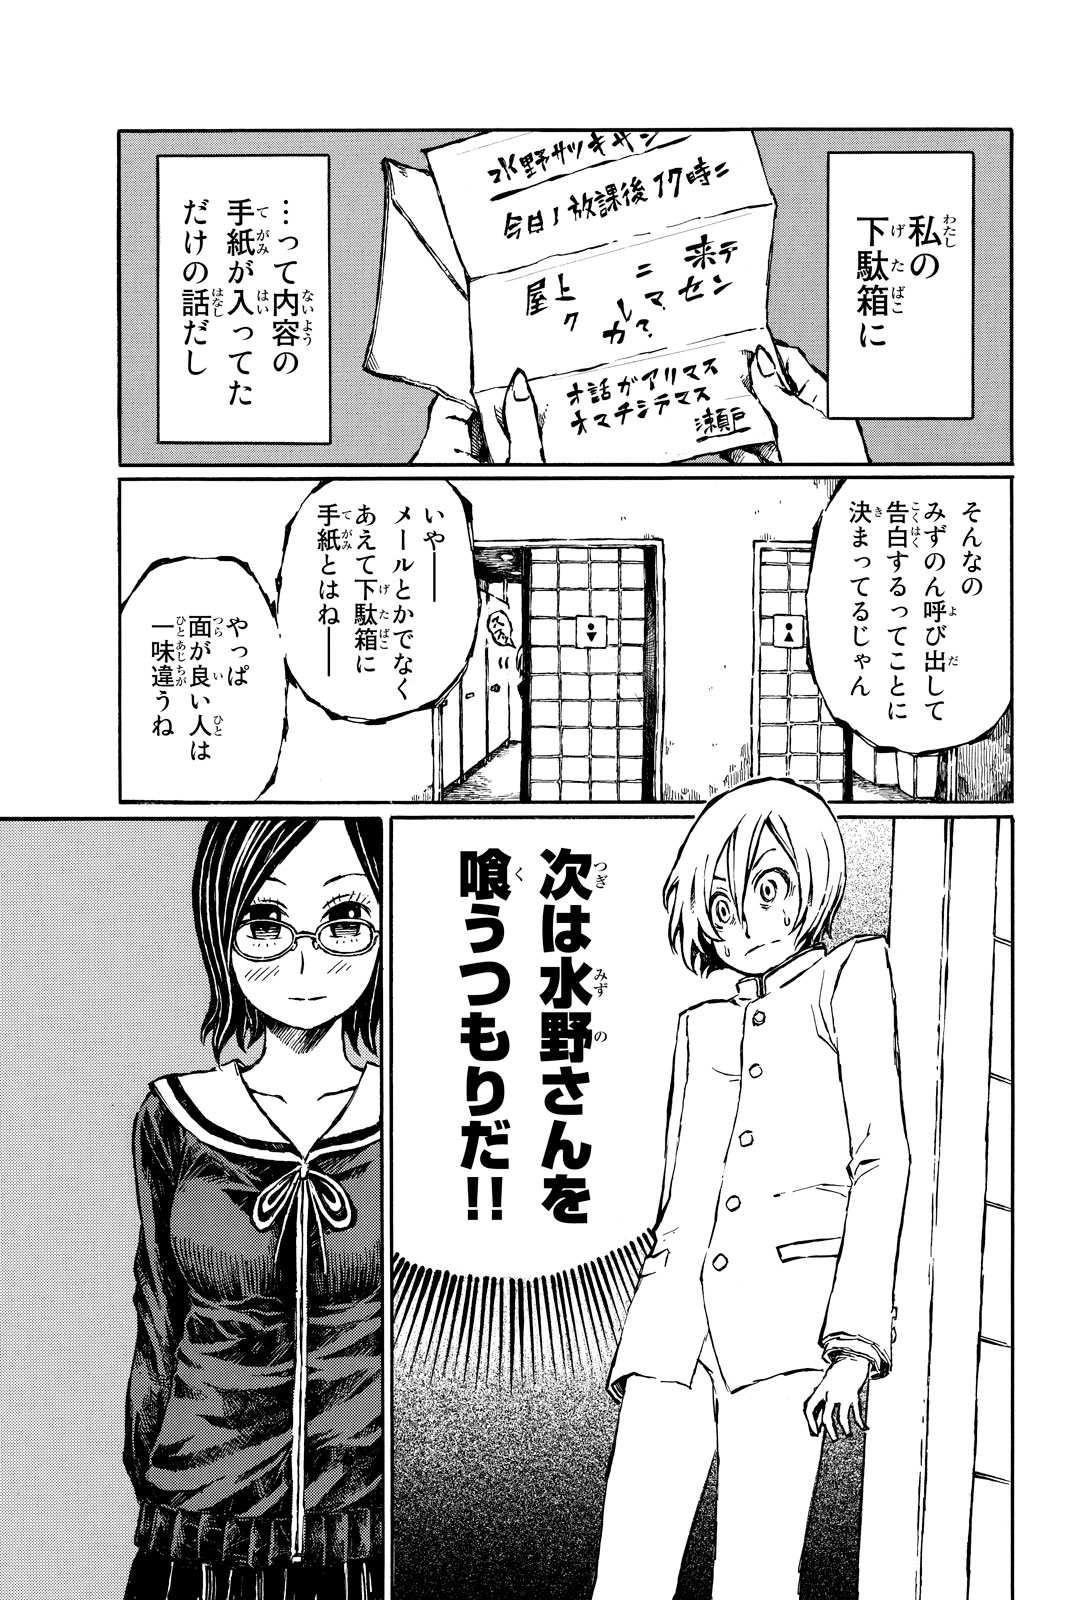 私の
下駄箱に
水野サツキサン
今日ノ放課後17時ニ
屋上ニ来テ
クレマセン
カ?
オ話ガアリマス
オマチシテマス
瀬戸
…って内容の
手紙が入ってた
だけの話だし
そんなの
みずのん呼び出して
告白するってことに
決まってるじゃん
いや――
メールとかでなく
あえて下駄箱に
手紙とはね――
やっぱ
面が良い人は
一味違うね
次は水野さんを
喰うつもりだ!!